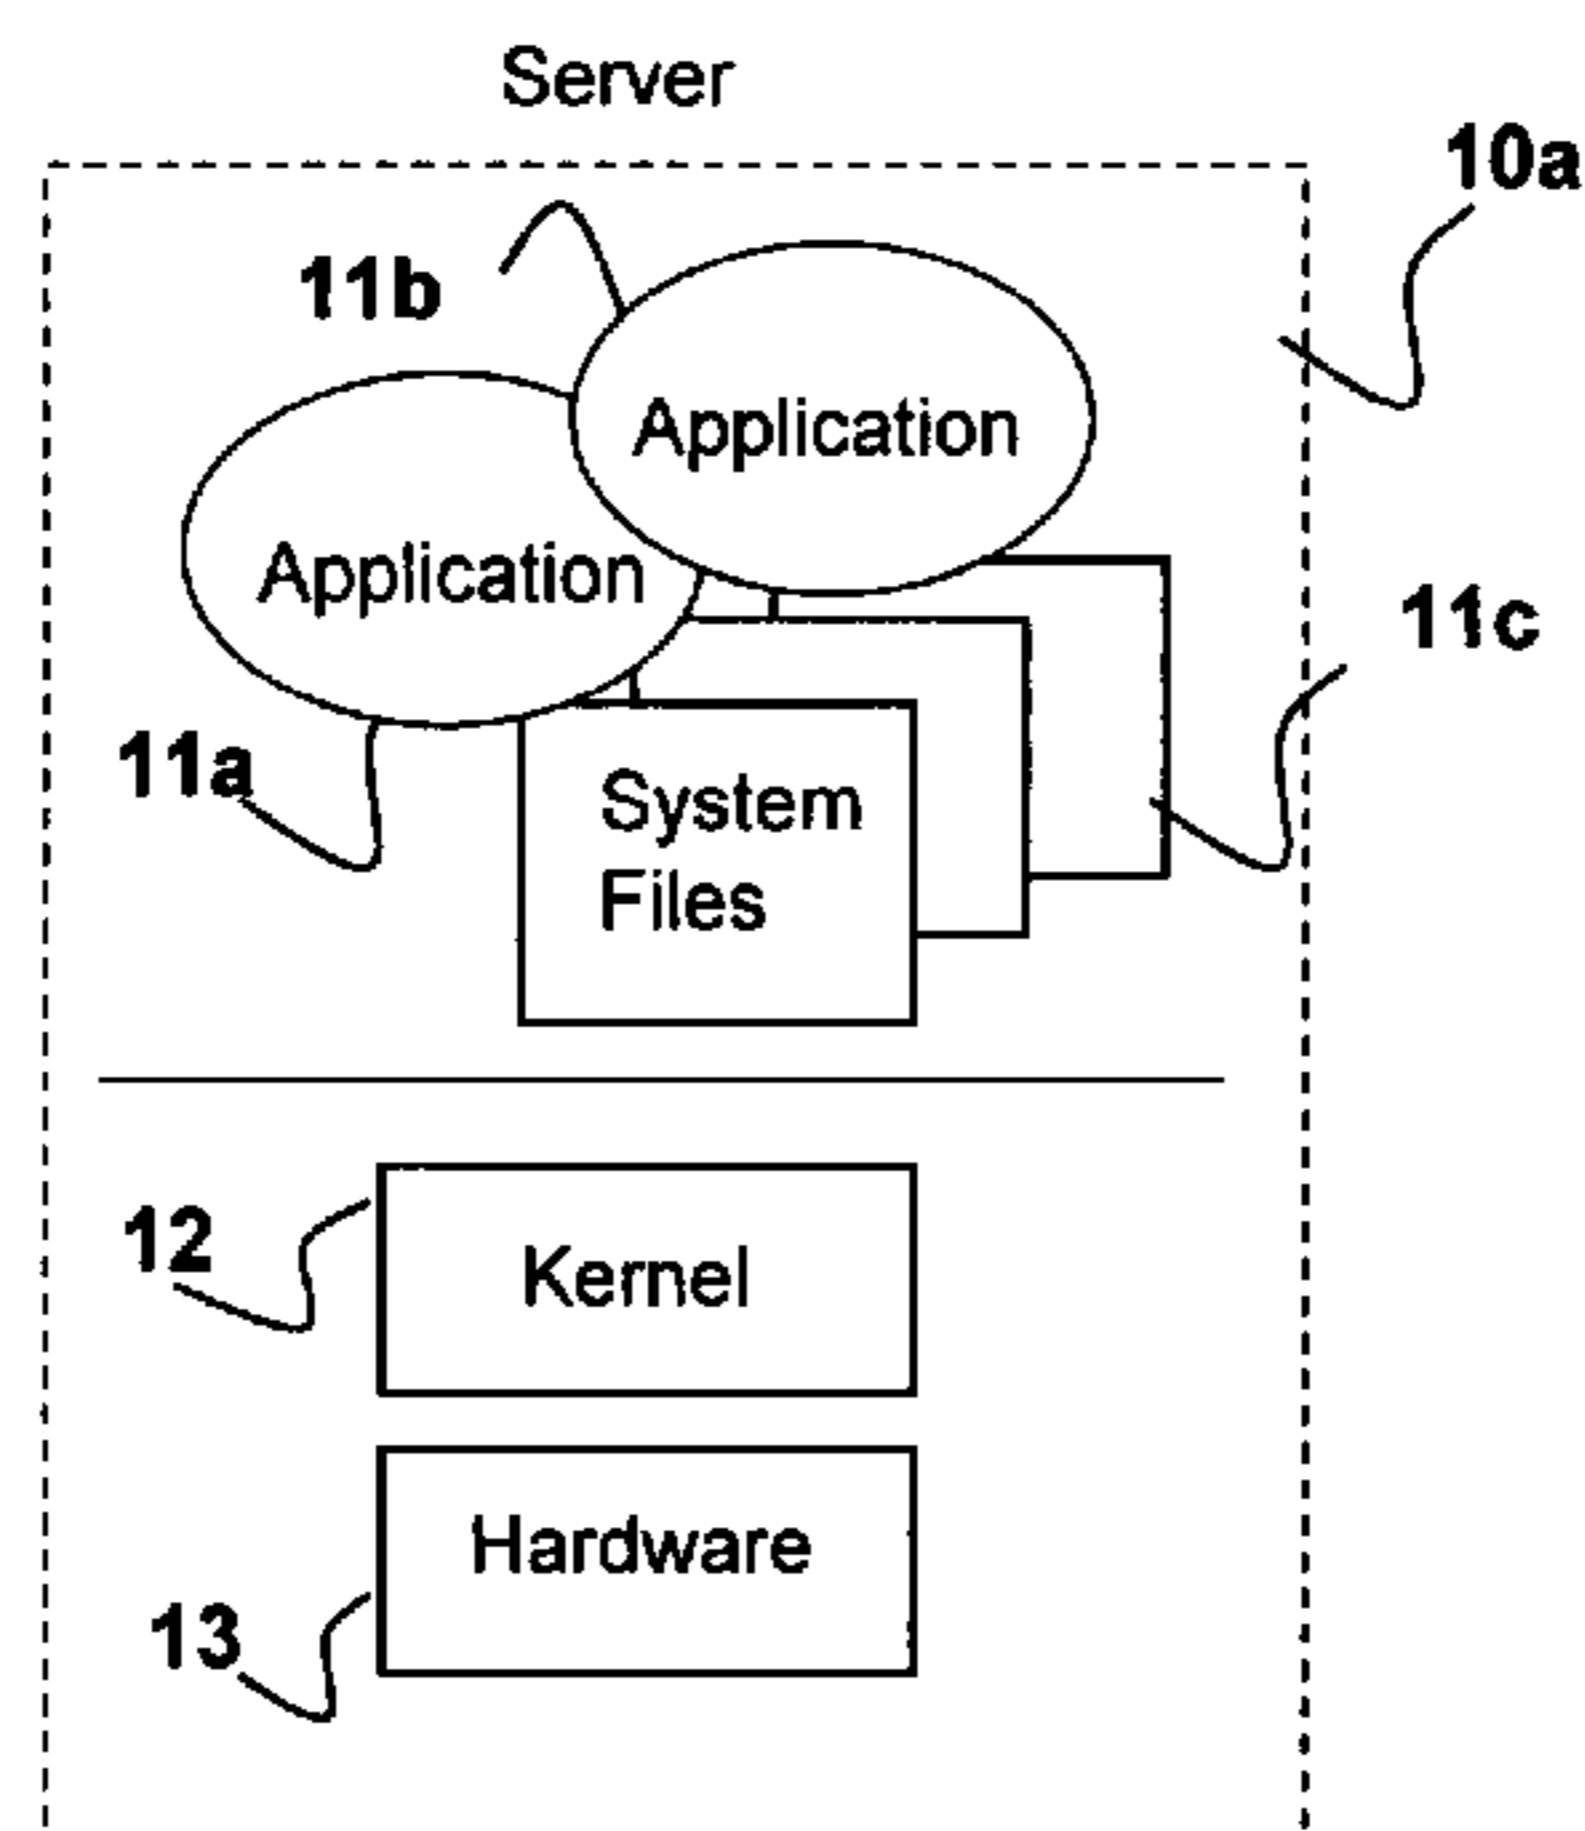 Server
10a
11b
Application
Application
11c
11a
System
Files
12
Kernel
Hardware
13